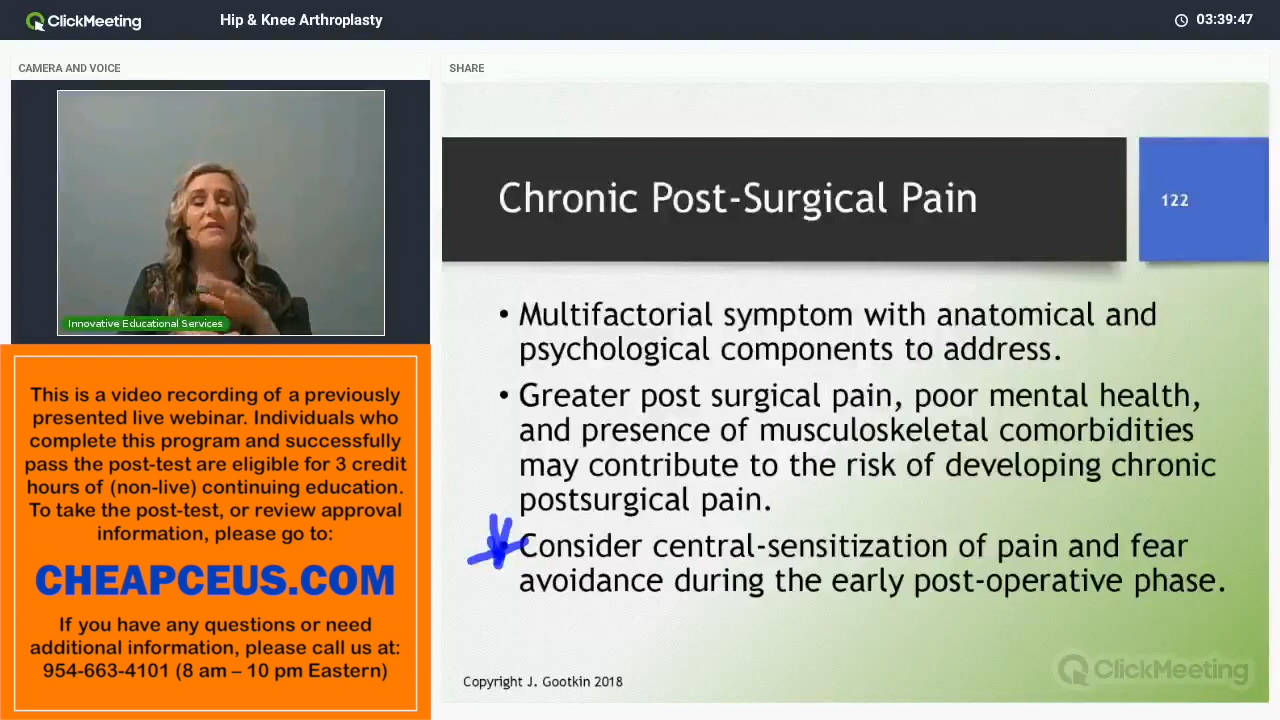 ClickMeeting
Hip & Knee Arthroplasty
03:39:47
CAMERA AND VOICE
SHARE
Innovative Educational Services
This is a video recording of a previously
presented live webinar. Individuals who
complete this program and successfully
pass the post-test are eligible for 3 credit
hours of (non-live) continuing education.
To take the post-test, or review approval
information, please go to:
CHEAPCEUS.COM
If you have any questions or need
additional information, please call us at:
954-663-4101 (8 am – 10 pm Eastern)
Chronic Post-Surgical Pain
122
• Multifactorial symptom with anatomical and
psychological components to address.
• Greater post surgical pain, poor mental health,
and presence of musculoskeletal comorbidities
may contribute to the risk of developing chronic
postsurgical pain.
Consider central-sensitization of pain and fear
avoidance during the early post-operative phase.
Copyright J. Gootkin 2018
ClickMeeting